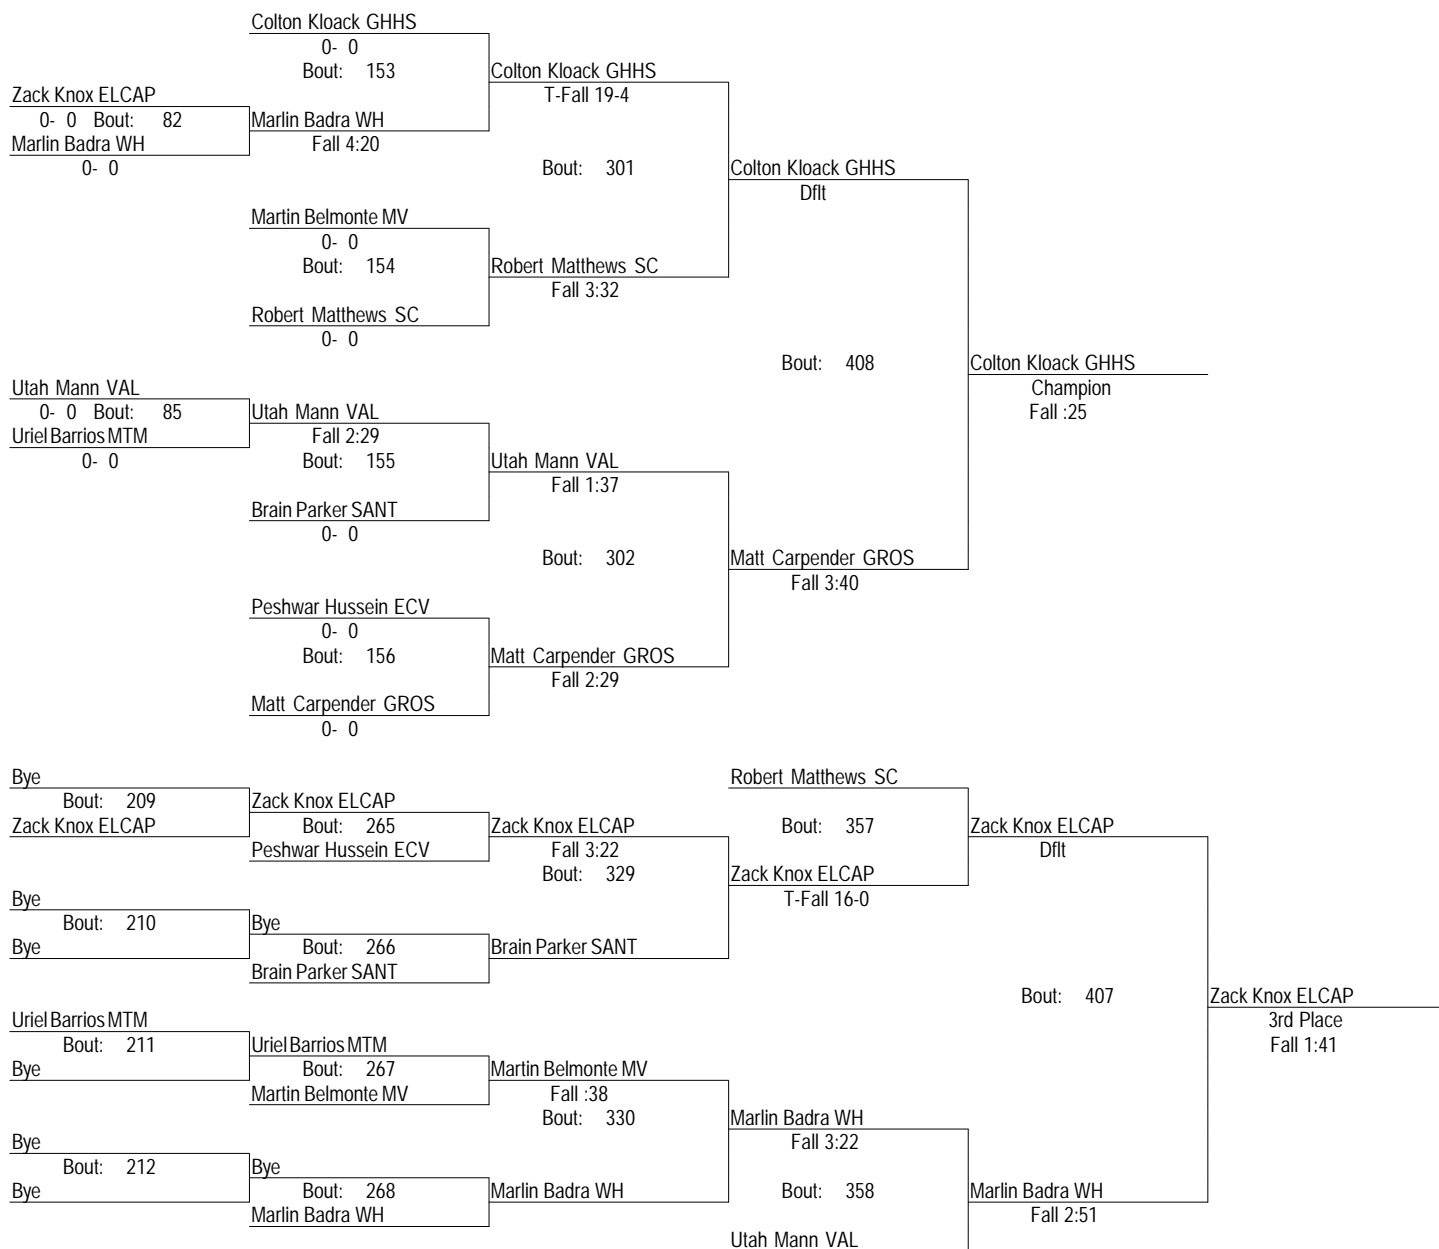 Colton Kloack GHHS
0- 0
Bout: 153
Colton Kloack GHHS
T-Fall 19-4
Zack Knox ELCAP
0- 0 Bout: 82
Marlin Badra WH
0- 0
Marlin Badra WH
Fall 4:20
Bout: 301
Colton Kloack GHHS
Dflt
Martin Belmonte MV
0- 0
Bout: 154
Robert Matthews SC
Fall 3:32
Robert Matthews SC
0- 0
Bout: 408
Colton Kloack GHHS
Champion
Fall :25
Utah Mann VAL
0- 0 Bout: 85
Uriel Barrios MTM
0- 0
Utah Mann VAL
Fall 2:29
Bout: 155
Utah Mann VAL
Fall 1:37
Brain Parker SANT
0- 0
Bout: 302
Matt Carpender GROS
Fall 3:40
Peshwar Hussein ECV
0- 0
Bout: 156
Matt Carpender GROS
Fall 2:29
Matt Carpender GROS
0- 0
Bye
Bout: 209
Zack Knox ELCAP
Zack Knox ELCAP
Bout: 265
Peshwar Hussein ECV
Zack Knox ELCAP
Fall 3:22
Bout: 329
Robert Matthews SC
Bout: 357
Zack Knox ELCAP
T-Fall 16-0
Zack Knox ELCAP
Dflt
Bye
Bout: 210
Bye
Bye
Bout: 266
Brain Parker SANT
Brain Parker SANT
Bout: 407
Zack Knox ELCAP
3rd Place
Fall 1:41
Uriel Barrios MTM
Bout: 211
Bye
Uriel Barrios MTM
Bout: 267
Martin Belmonte MV
Martin Belmonte MV
Fall :38
Bout: 330
Marlin Badra WH
Fall 3:22
Bye
Bout: 212
Bye
Bye
Bout: 268
Marlin Badra WH
Marlin Badra WH
Bout: 358
Marlin Badra WH
Fall 2:51
Utah Mann VAL